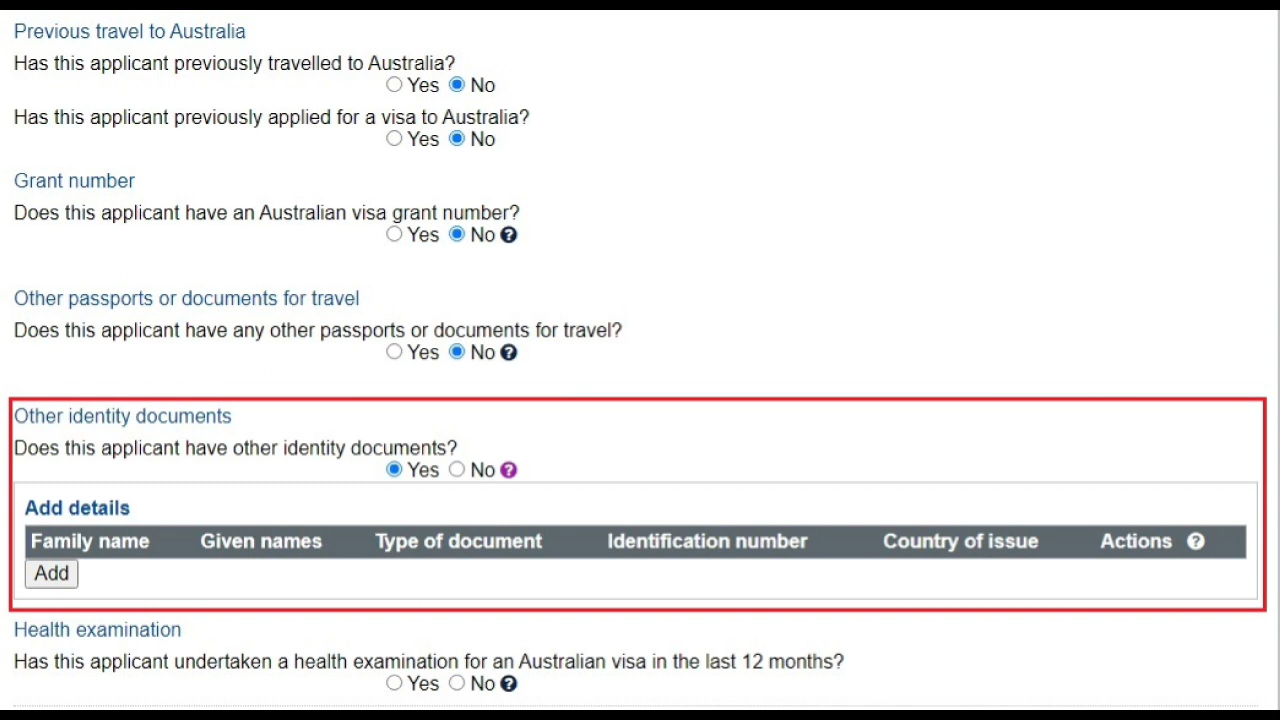 Previous travel to Australia
Has this applicant previously travelled to Australia?
Yes No
Has this applicant previously applied for a visa to Australia?
Yes No
Grant number
Does this applicant have an Australian visa grant number?
Yes No ?
Other passports or documents for travel
Does this applicant have any other passports or documents for travel?
Yes No ?
Other identity documents
Does this applicant have other identity documents?
Yes No ?
Add details
Family name Given names Type of document Identification number Country of issue Actions ?
Add
Health examination
Has this applicant undertaken a health examination for an Australian visa in the last 12 months?
Yes No ?